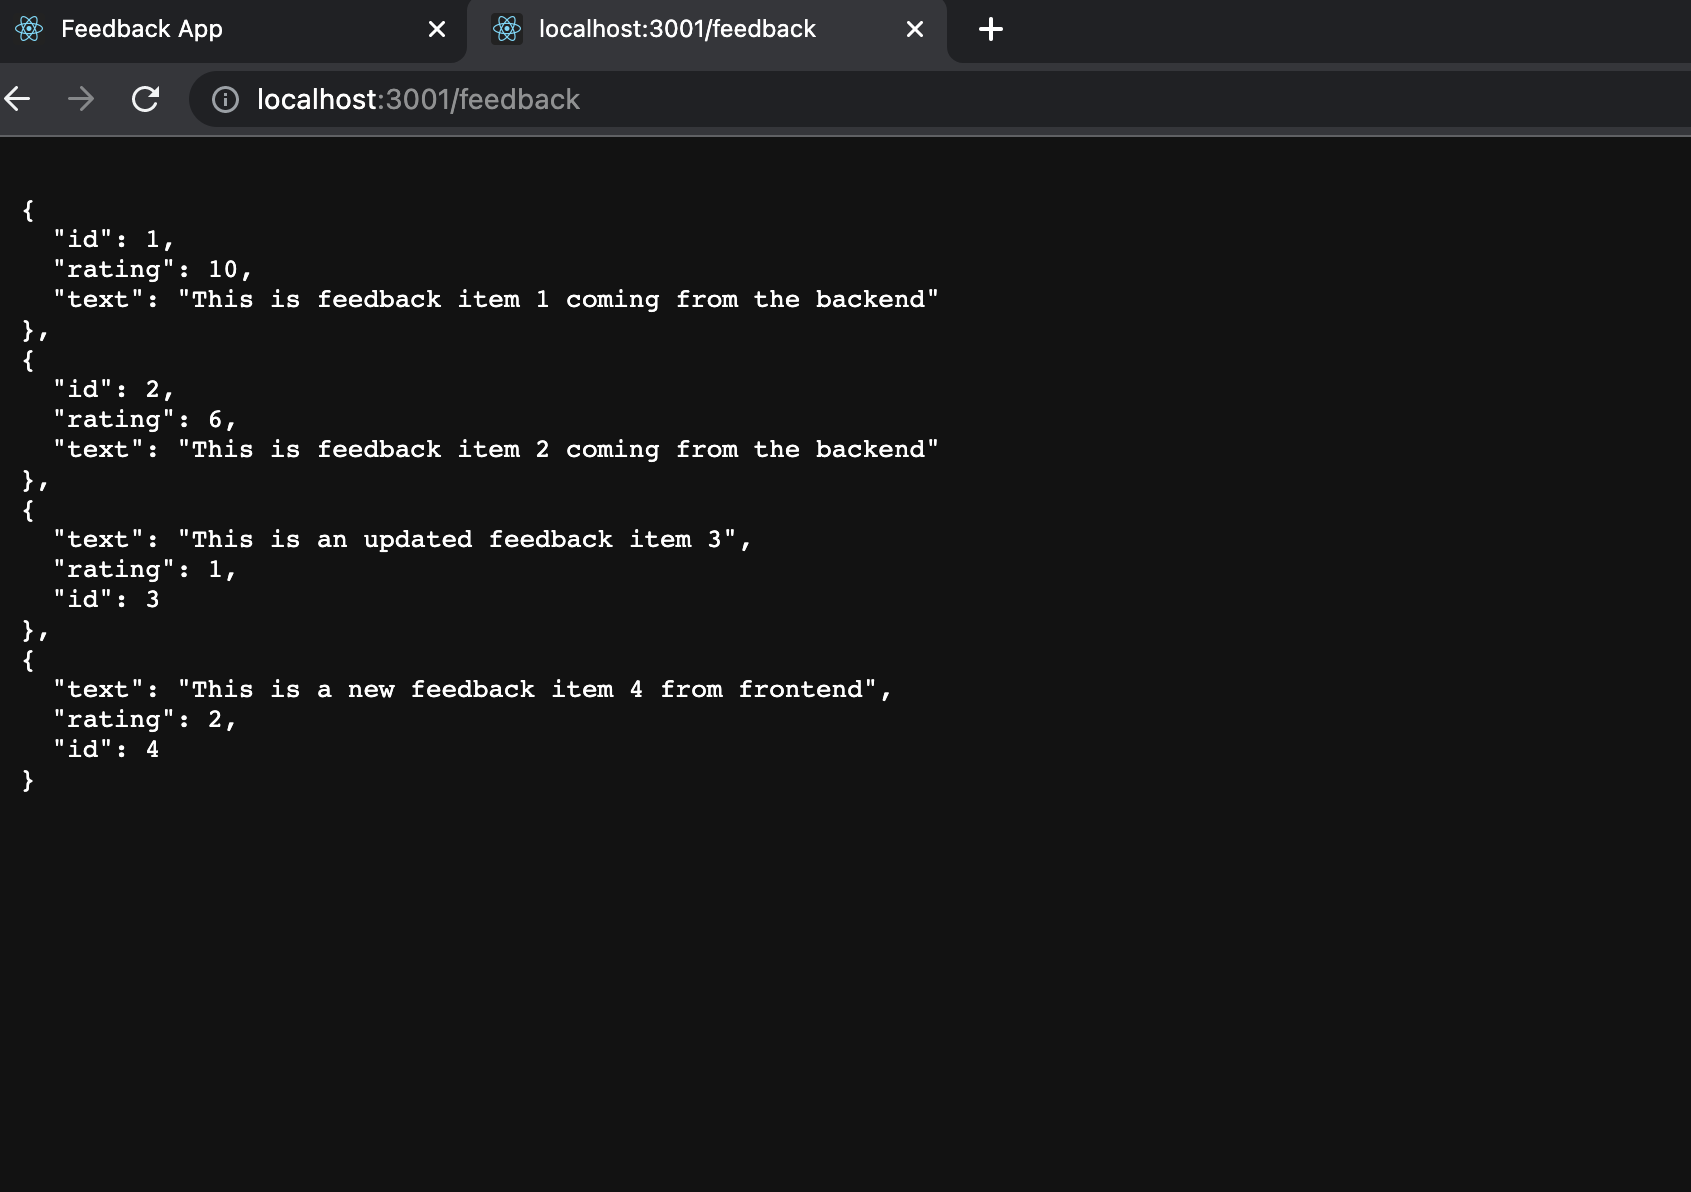 Feedback App
localhost:3001/feedback
localhost:3001/feedback
{
"id": 1,
"rating": 10,
"text": "This is feedback item 1 coming from the backend"
},
{
"id": 2,
"rating": 6,
"text": "This is feedback item 2 coming from the backend"
},
{
"text": "This is an updated feedback item 3",
"rating": 1,
"id": 3
},
{
"text": "This is a new feedback item 4 from frontend",
"rating": 2,
"id": 4
}